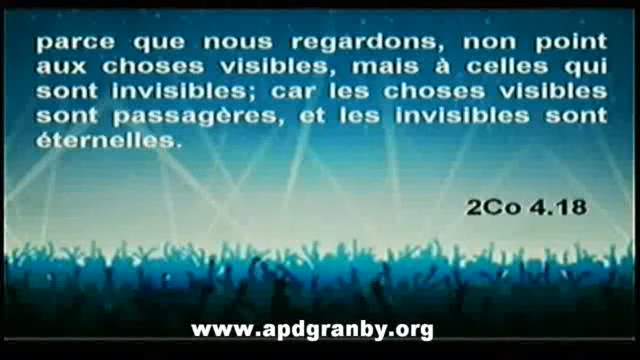 parce que nous regardons, non point
aux choses visibles, mais à celles qui
sont invisibles; car les choses visibles
sont passagères, et les invisibles sont
éternelles.
2Co 4.18
www.apdgranby.org